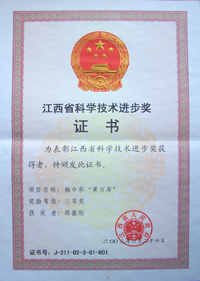 江西省科学技术进步奖
证书
为表彰江西省科学技术进步奖获
得者，特颁发此证书。
项目名称：柚中彩“黄万寿”
奖励等级：三等奖
获奖者：邱徽刚
证书号：J-211-02-3-01-R01